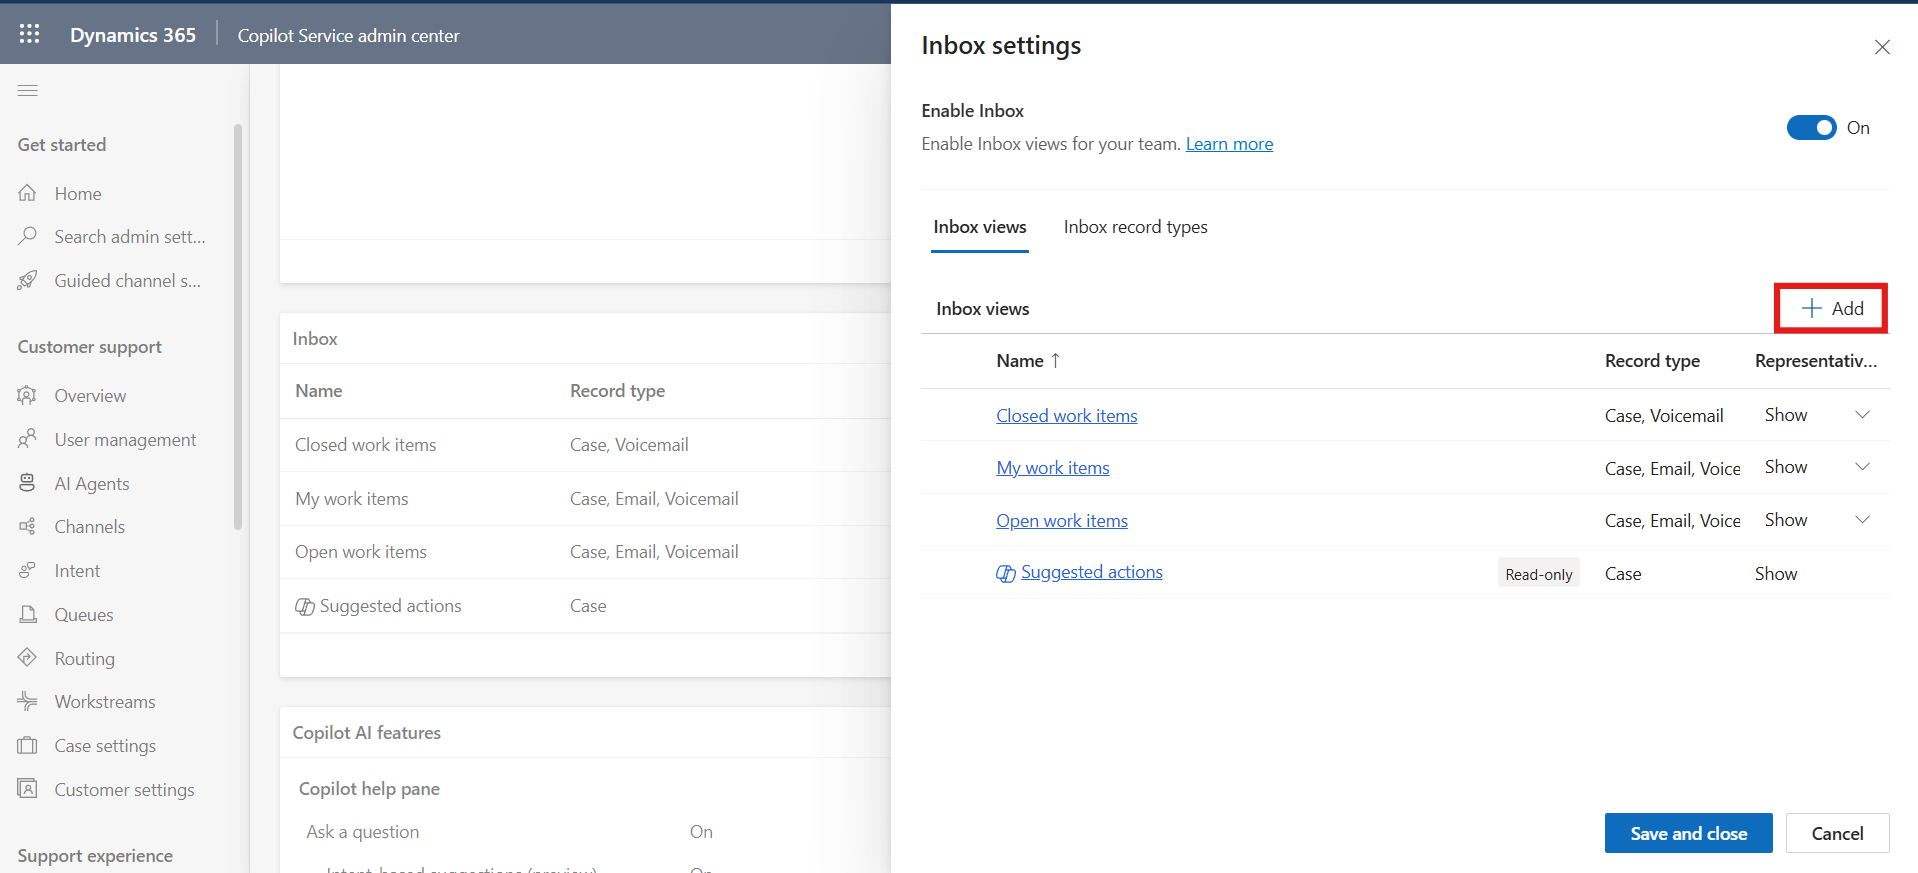 Dynamics 365
Copilot Service admin center
Get started
Home
Search admin sett...
Guided channel s...
Customer support
Overview
User management
AI Agents
Channels
Intent
Queues
Routing
Workstreams
Case settings
Customer settings
Support experience
Inbox
Name Record type
Closed work items Case, Voicemail
My work items Case, Email, Voicemail
Open work items Case, Email, Voicemail
Suggested actions Case
Copilot AI features
Copilot help pane
Ask a question On
Intent-based suggestions (preview) On
Inbox settings
Enable Inbox
Enable Inbox views for your team. Learn more
On
Inbox views Inbox record types
Inbox views
Add
Name ↑ Record type Representativ...
Closed work items Case, Voicemail Show
My work items Case, Email, Voice Show
Open work items Case, Email, Voice Show
Suggested actions Read-only Case Show
Save and close Cancel